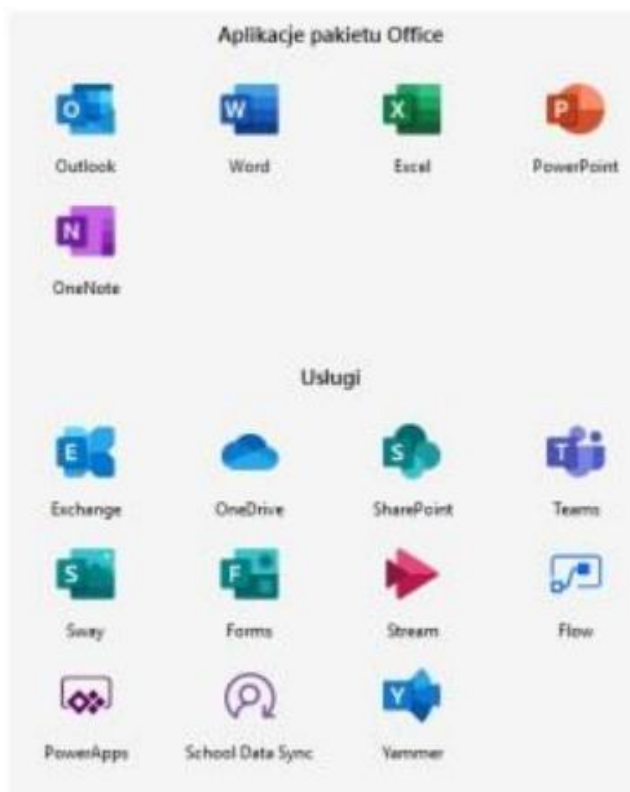 Aplikacje pakietu Office
O W X P
Outlook Word Excel PowerPoint
N
OneNote
Usługi
E S T
Exchange OneDrive SharePoint Teams
S F
Sway Forms Stream Flow
Y
PowerApps School Data Sync Yammer